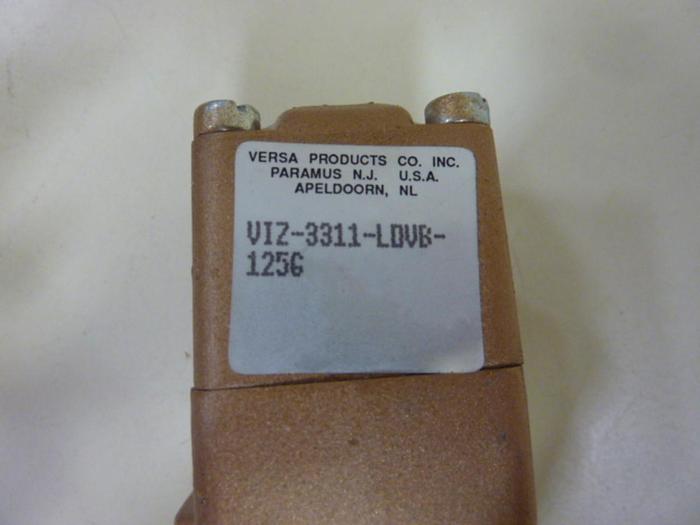 VERSA PRODUCTS CO. INC.
PARAMUS N.J. U.S.A.
APELDOORN, NL
VIZ-3311-LDVB-
125G